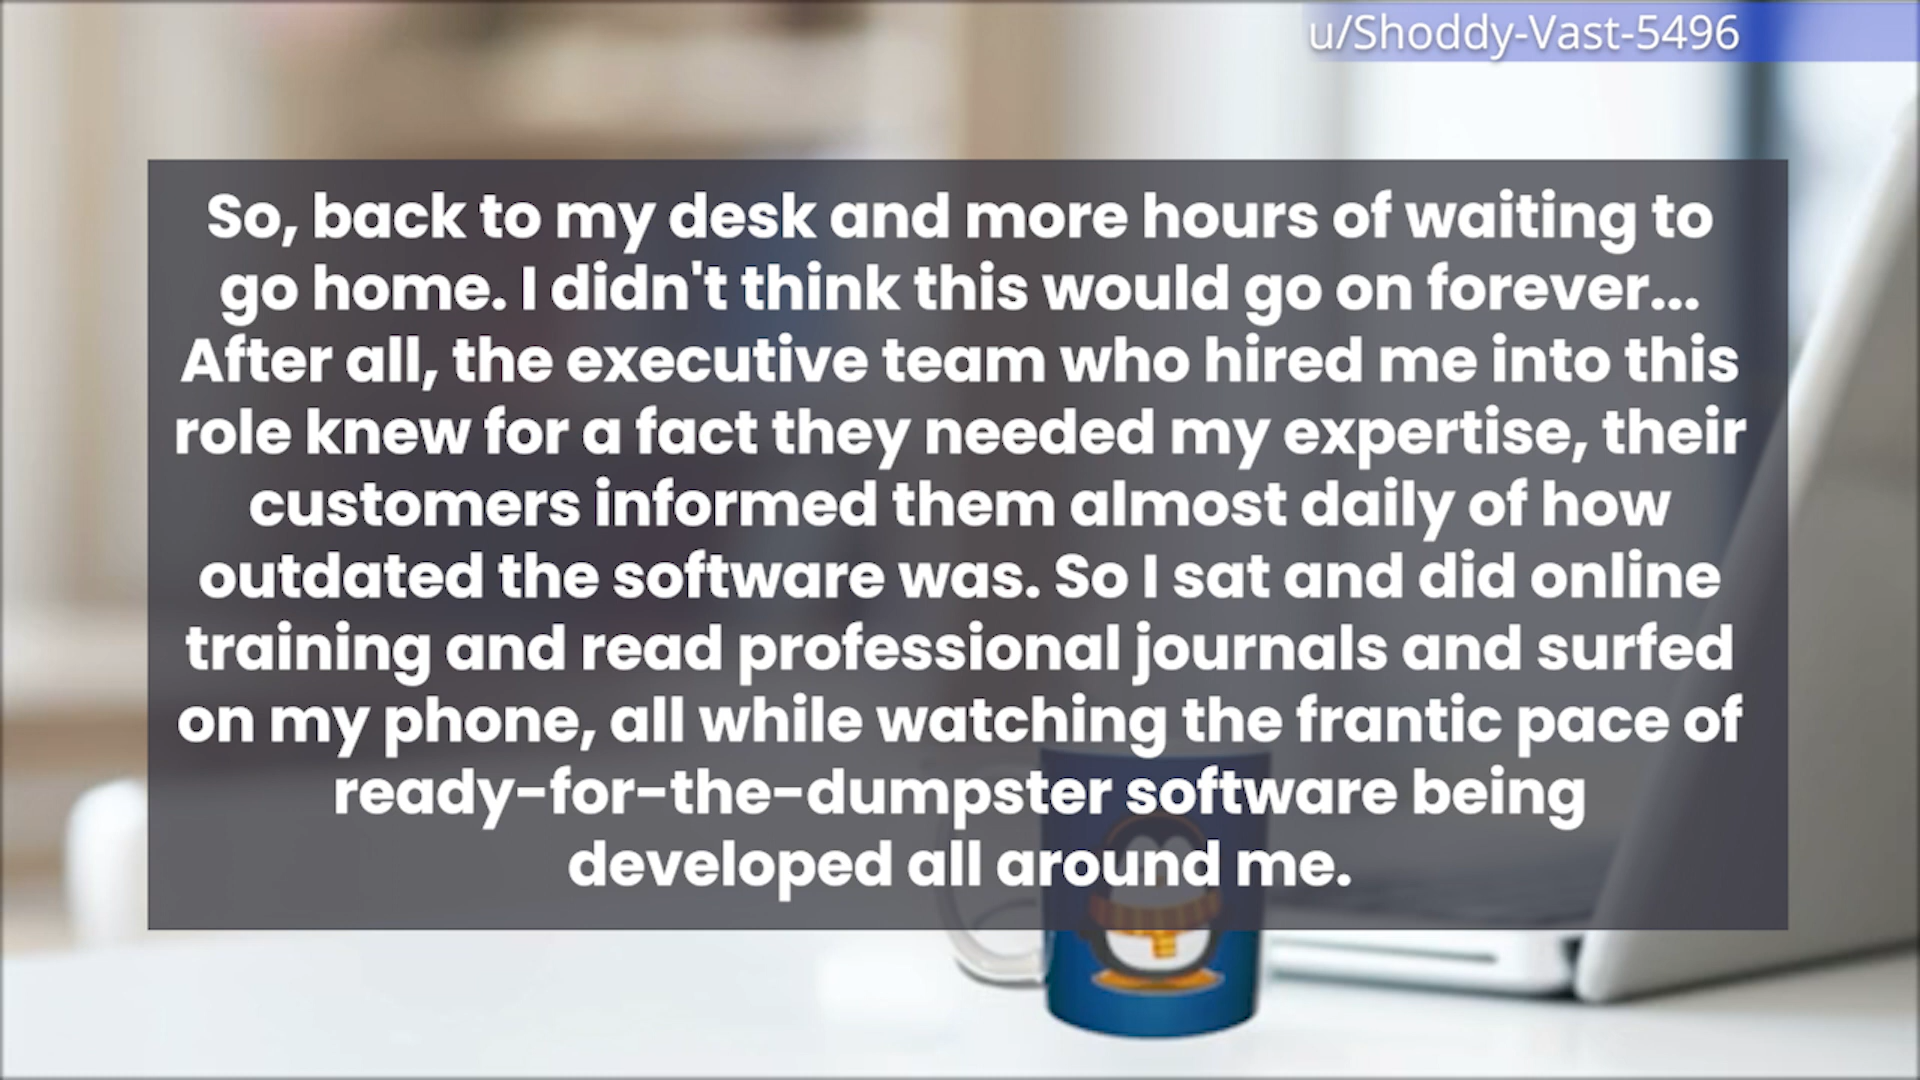 u/Shoddy-Vast-5496
So, back to my desk and more hours of waiting to
go home. I didn't think this would go on forever...
After all, the executive team who hired me into this
role knew for a fact they needed my expertise, their
customers informed them almost daily of how
outdated the software was. So I sat and did online
training and read professional journals and surfed
on my phone, all while watching the frantic pace of
ready-for-the-dumpster software being
developed all around me.